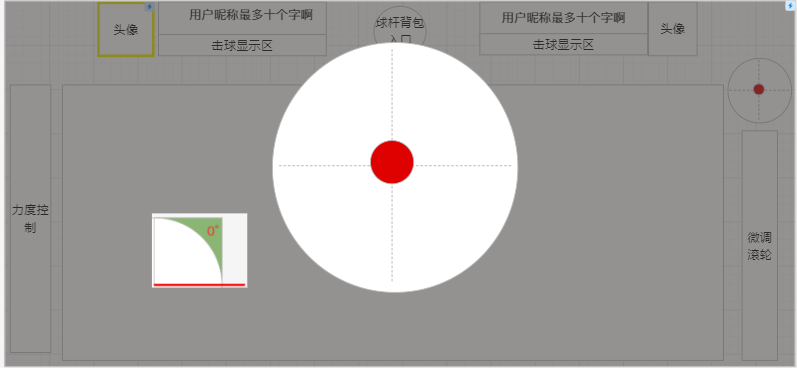 头像
用户昵称最多十个字啊
击球显示区
球杆背包
入口
用户昵称最多十个字啊
击球显示区
头像
力度控
制
0°
微调
滚轮